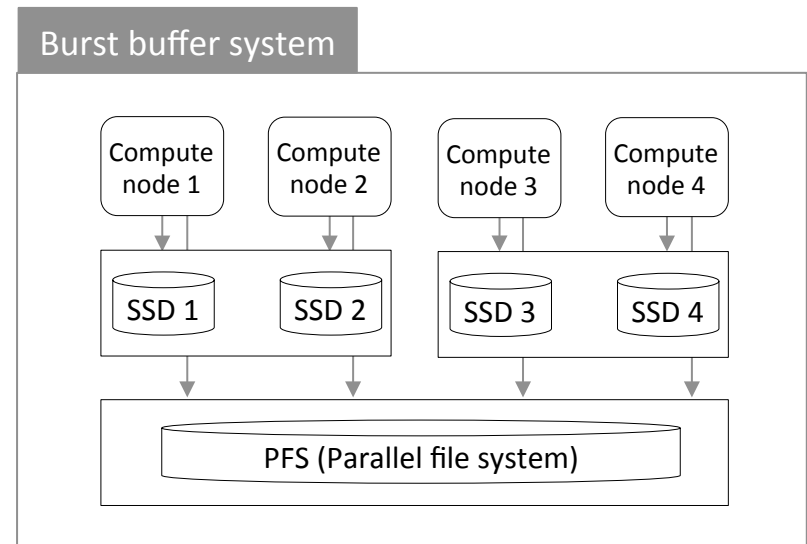 Burst buffer system
Compute
node 1
Compute
node 2
Compute
node 3
Compute
node 4
SSD 1
SSD 2
SSD 3
SSD 4
PFS (Parallel file system)